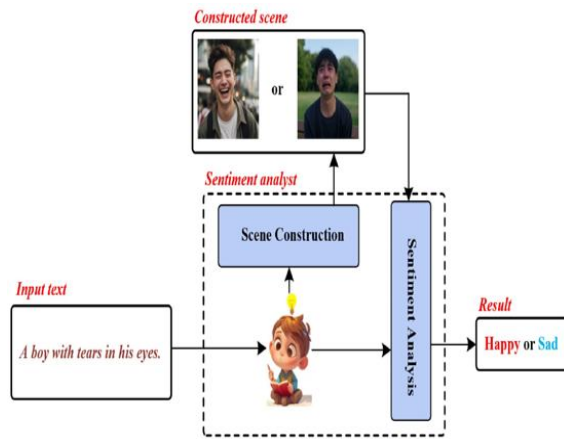 Constructed scene
or
Sentiment analyst
Scene Construction
Sentiment Analysis
Input text
A boy with tears in his eyes.
Result
Happy or Sad